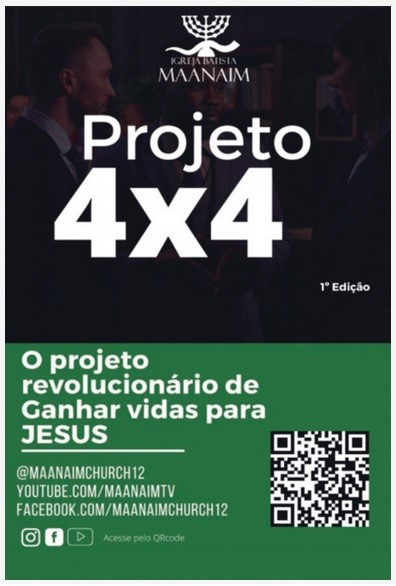 IGREJA BATISTA
MAANAIM
Projeto
4x4
1º Edição
O projeto
revolucionário de
Ganhar vidas para
JESUS
@MAANAIMCHURCH12
YOUTUBE.COM/MAANAIMTV
FACEBOOK.COM/MAANAIMCHURCH12
Acesse pelo QRcode